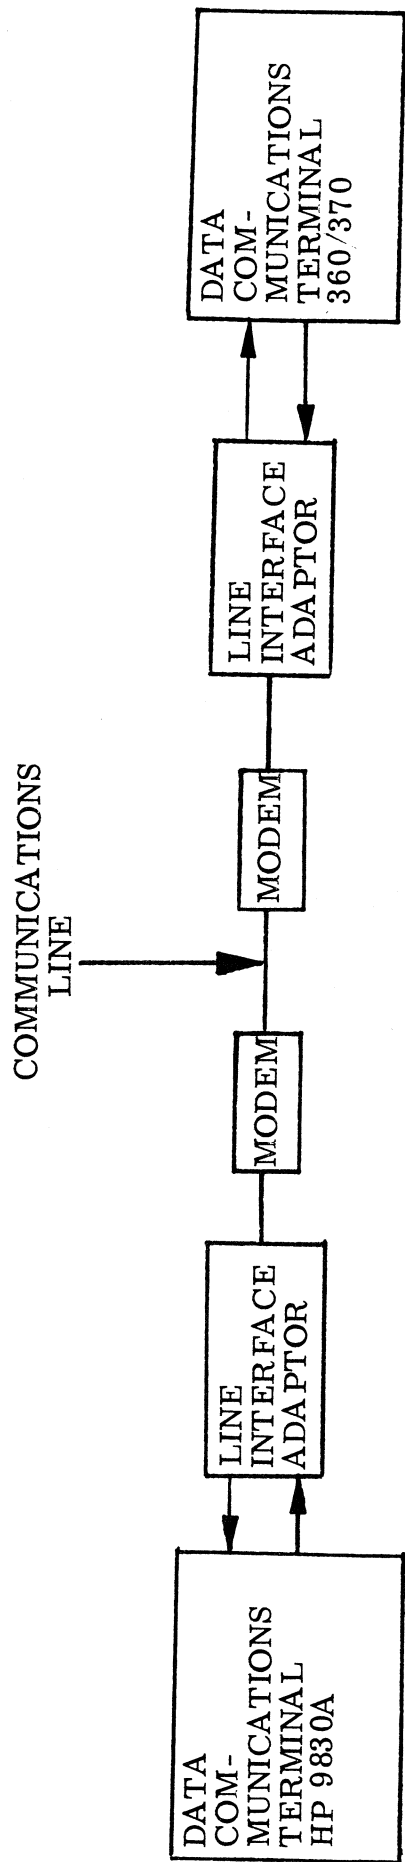 COMMUNICATIONS
LINE
DATA
COM-
MUNICATIONS
TERMINAL
HP 9830A
LINE
INTERFACE
ADAPTOR
MODEM
MODEM
LINE
INTERFACE
ADAPTOR
DATA
COM-
MUNICATIONS
TERMINAL
360/370